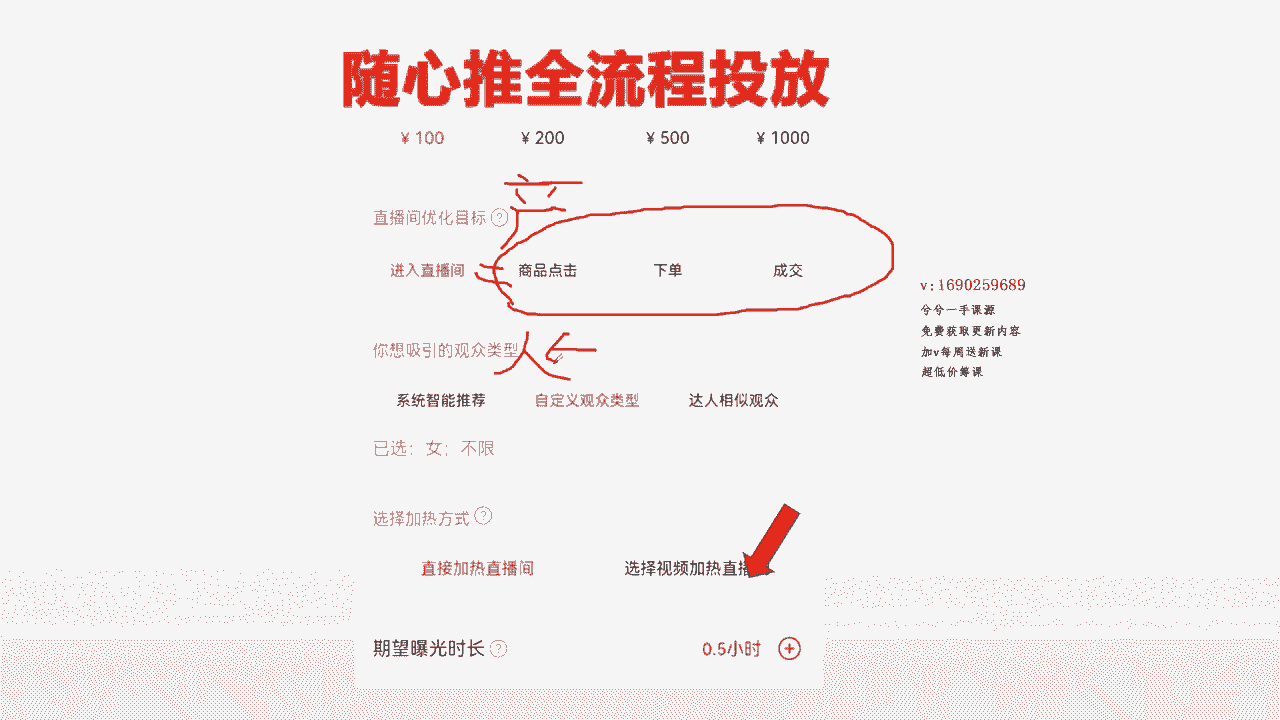 随心推全流程投放
¥ 100 ¥ 200 ¥ 500 ¥ 1000
直播间优化目标 ?
进入直播间 商品点击 下单 成交
v:1690259689
兮兮一手课源
免费获取更新内容
加v每周送新课
超低价筹课
你想吸引的观众类型
系统智能推荐 自定义观众类型 达人相似观众
已选：女；不限
选择加热方式 ?
直接加热直播间 选择视频加热直播
期望曝光时长 ? 0.5小时 +